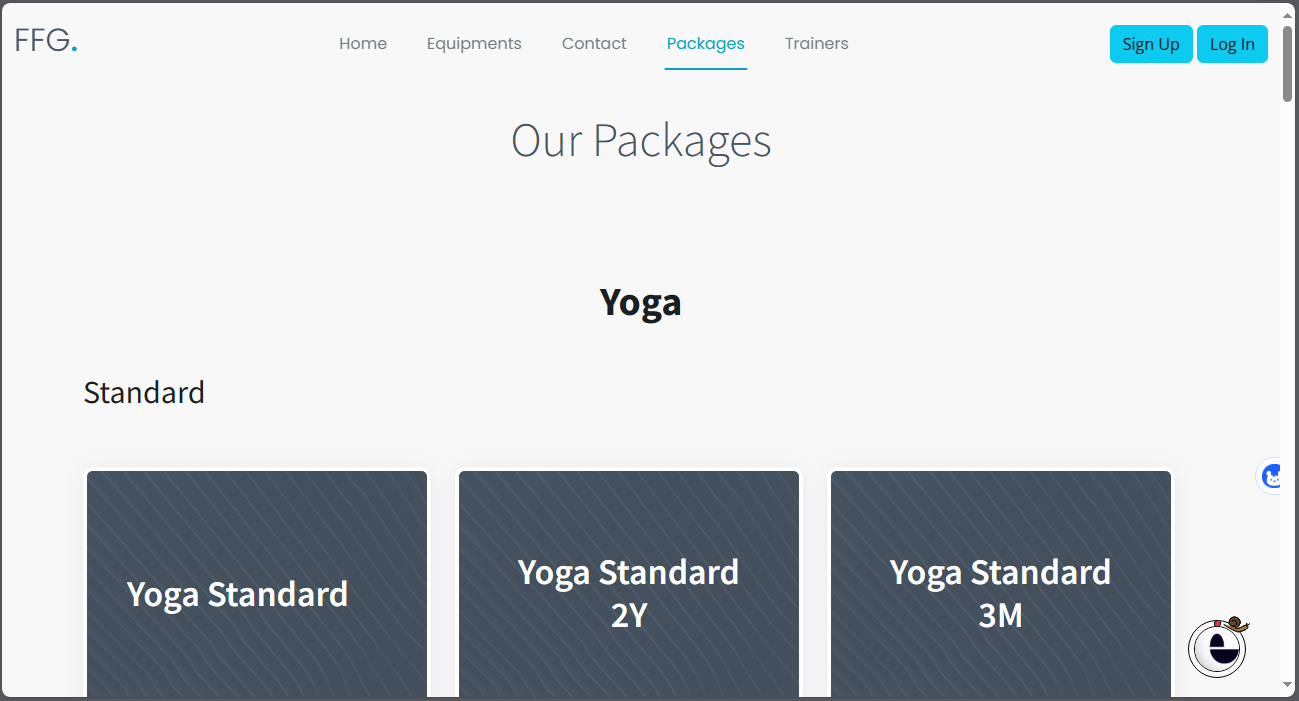 FFG.
Home Equipments Contact Packages Trainers
Sign Up Log In
Our Packages
Yoga
Standard
Yoga Standard
Yoga Standard
2Y
Yoga Standard
3M